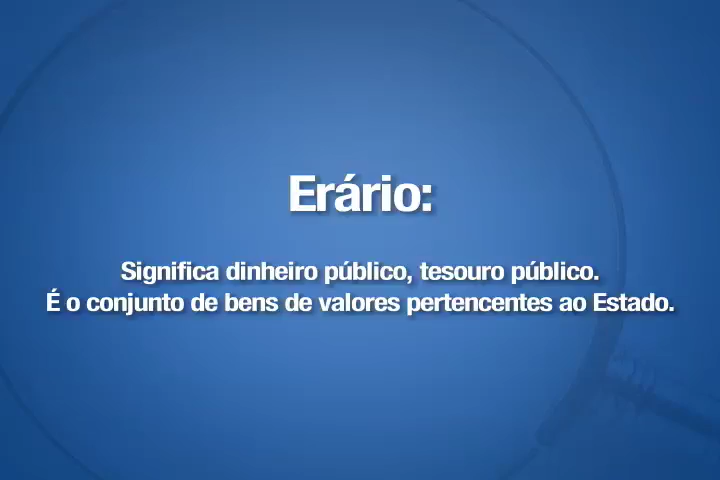 Erário:
Significa dinheiro público, tesouro público.
É o conjunto de bens de valores pertencentes ao Estado.